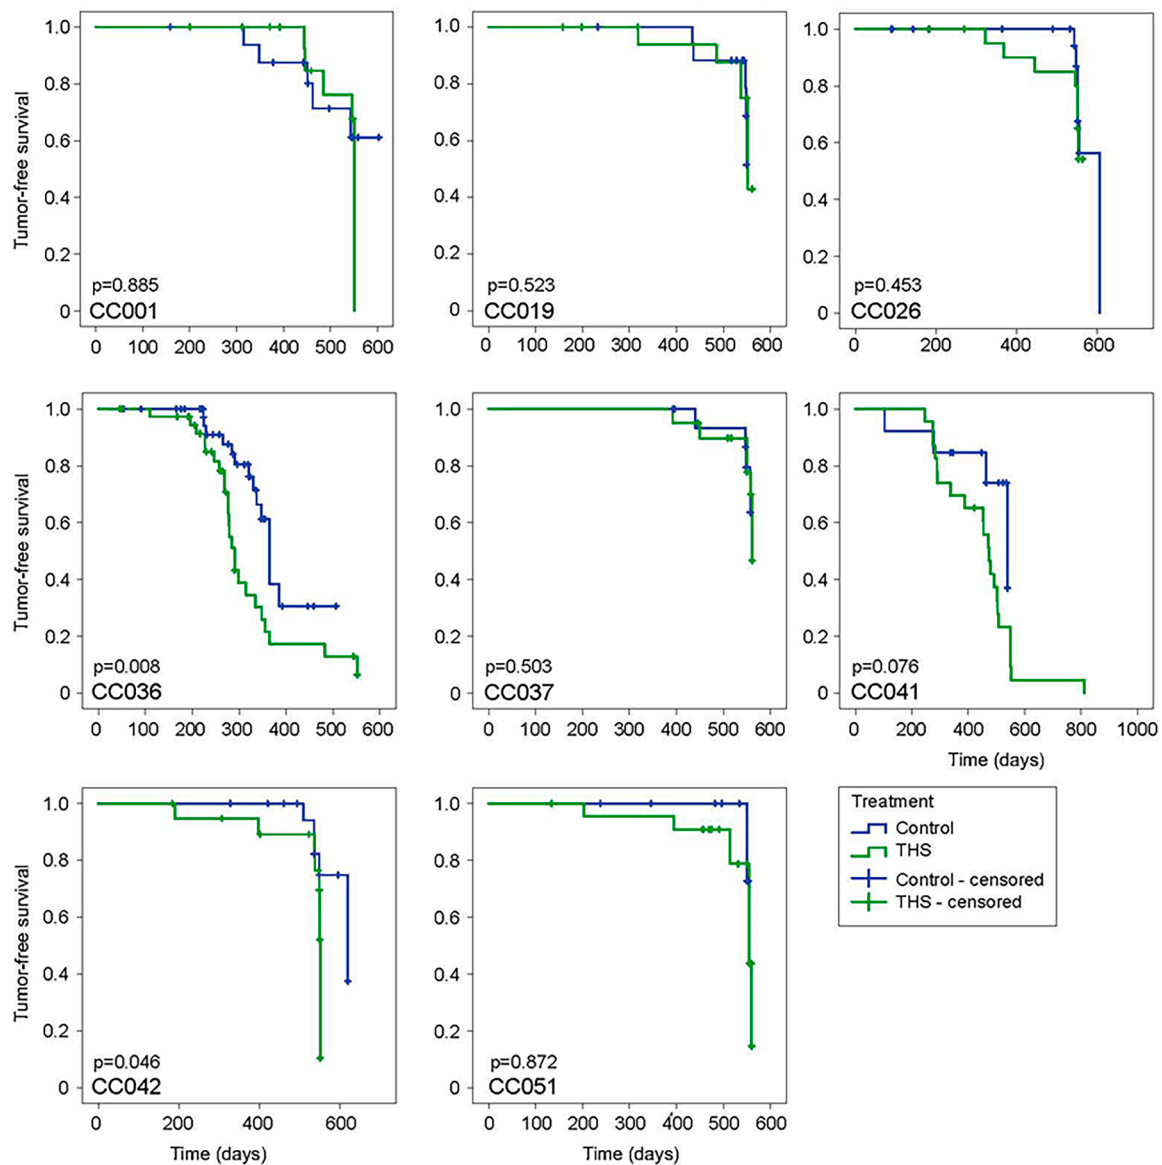 Tumor-free survival
1.0
0.8
0.6
0.4
0.2
0
p=0.885
CC001
0 100 200 300 400 500 600
1.0
0.8
0.6
0.4
0.2
0
p=0.523
CC019
0 100 200 300 400 500 600
1.0
0.8
0.6
0.4
0.2
0
p=0.453
CC026
0 200 400 600
Tumor-free survival
1.0
0.8
0.6
0.4
0.2
0
p=0.008
CC036
0 100 200 300 400 500 600
1.0
0.8
0.6
0.4
0.2
0
p=0.503
CC037
0 100 200 300 400 500 600
1.0
0.8
0.6
0.4
0.2
0
p=0.076
CC041
0 200 400 600 800 1000
Time (days)
Tumor-free survival
1.0
0.8
0.6
0.4
0.2
0
p=0.046
CC042
0 200 400 600
Time (days)
1.0
0.8
0.6
0.4
0.2
0
p=0.872
CC051
0 100 200 300 400 500 600
Time (days)
Treatment
Control
THS
Control - censored
THS - censored